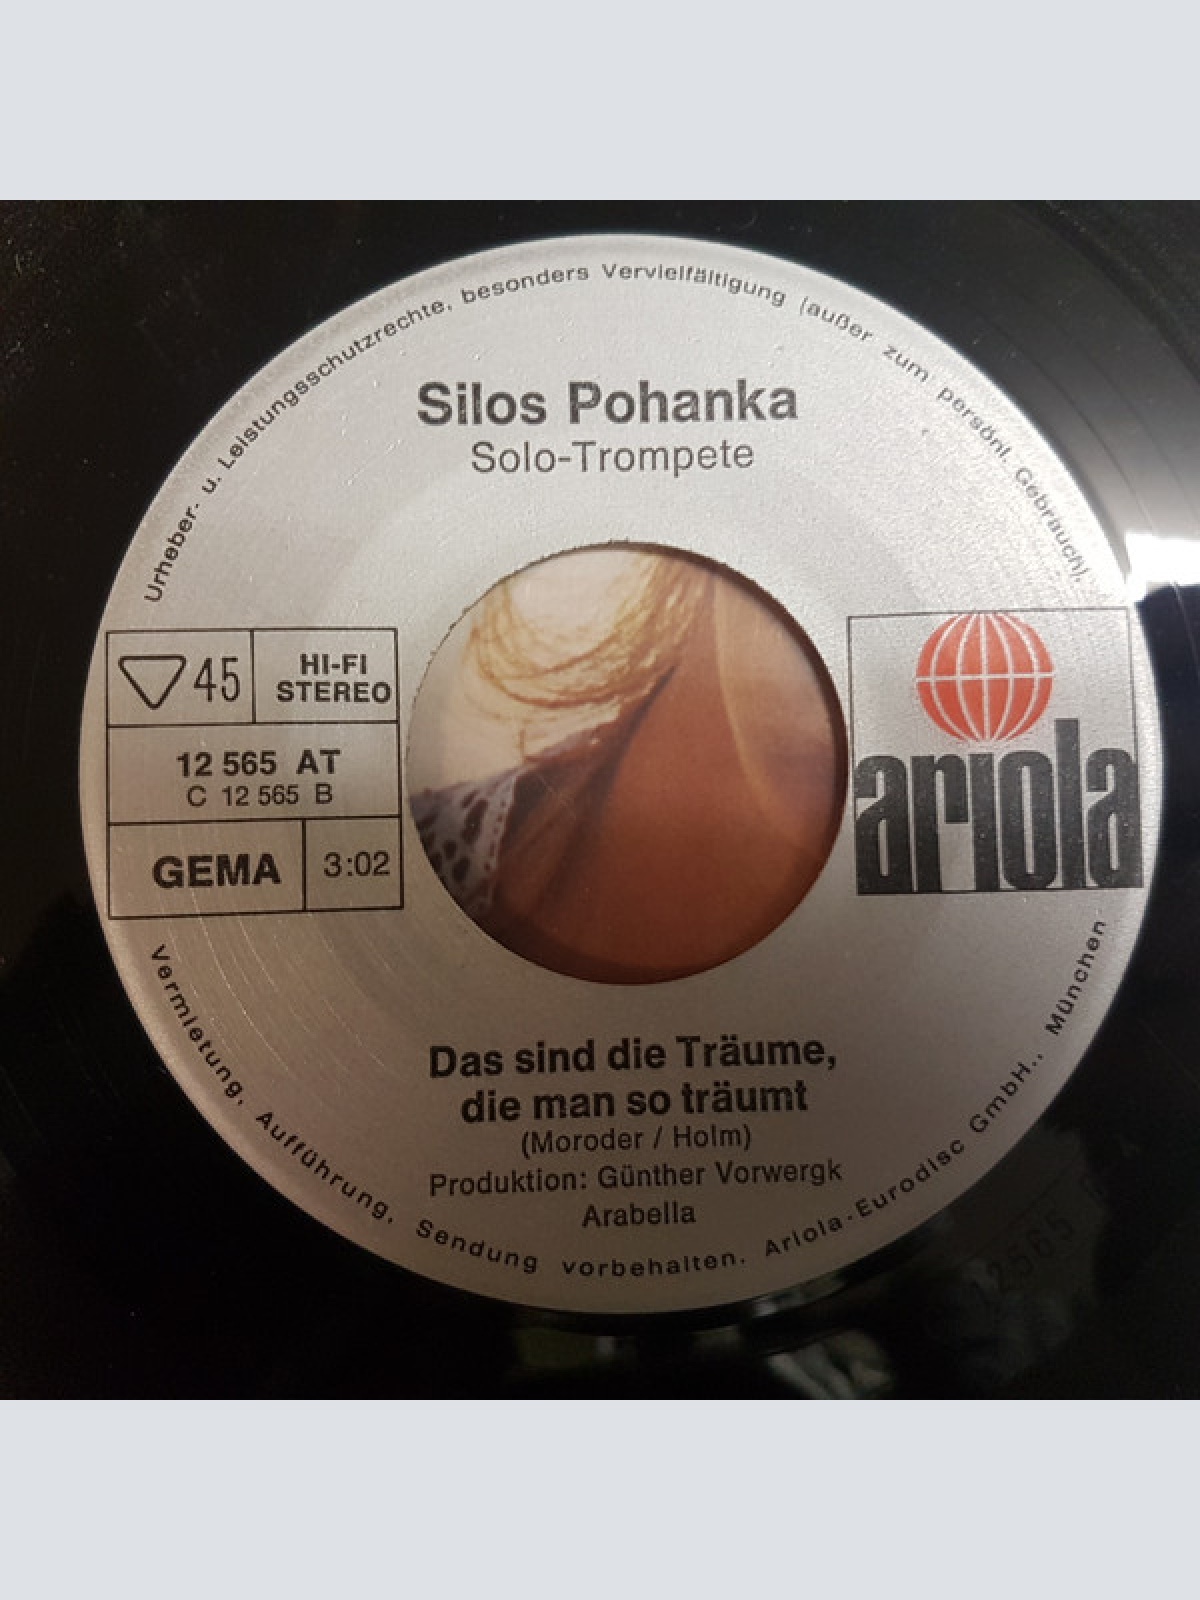 Urheber- u. Leistungsschutzrechte, besonders Vervielfältigung (außer zum persönl. Gebrauch),
Silos Pohanka
Solo-Trompete
45
HI-FI
STEREO
12 565 AT
C 12 565 B
GEMA
3:02
ariola
Das sind die Träume,
die man so träumt
(Moroder / Holm)
Produktion: Günther Vorwergk
Arabella
Vermietung, Aufführung, Sendung vorbehalten. Ariola-Eurodisc GmbH., München
12565